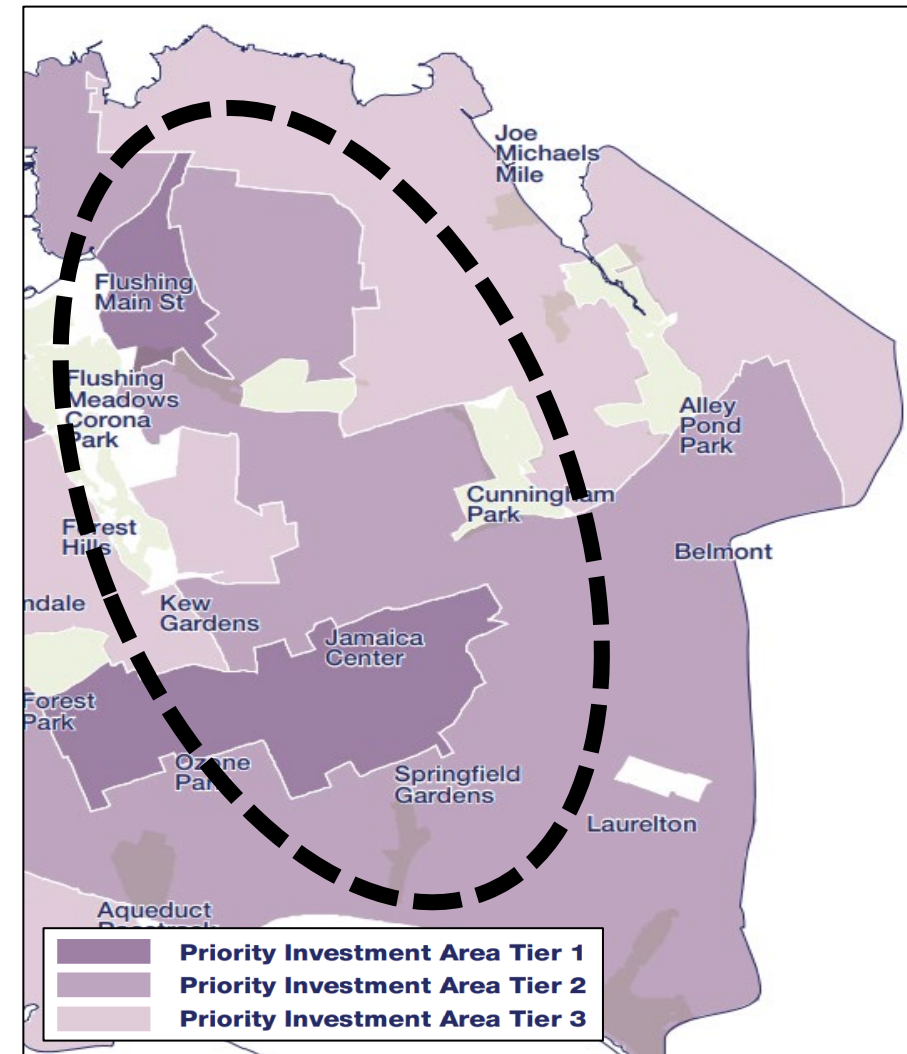 Joe
Michaels
Mile
Flushing
Main St
Flushing
Meadows
Corona
Park
Alley
Pond
Park
Cunningham
Park
Forest
Hills
Belmont
ndale
Kew
Gardens
Jamaica
Center
Forest
Park
Ozone
Park
Springfield
Gardens
Laurelton
Aqueduct
Priority Investment Area Tier 1
Priority Investment Area Tier 2
Priority Investment Area Tier 3